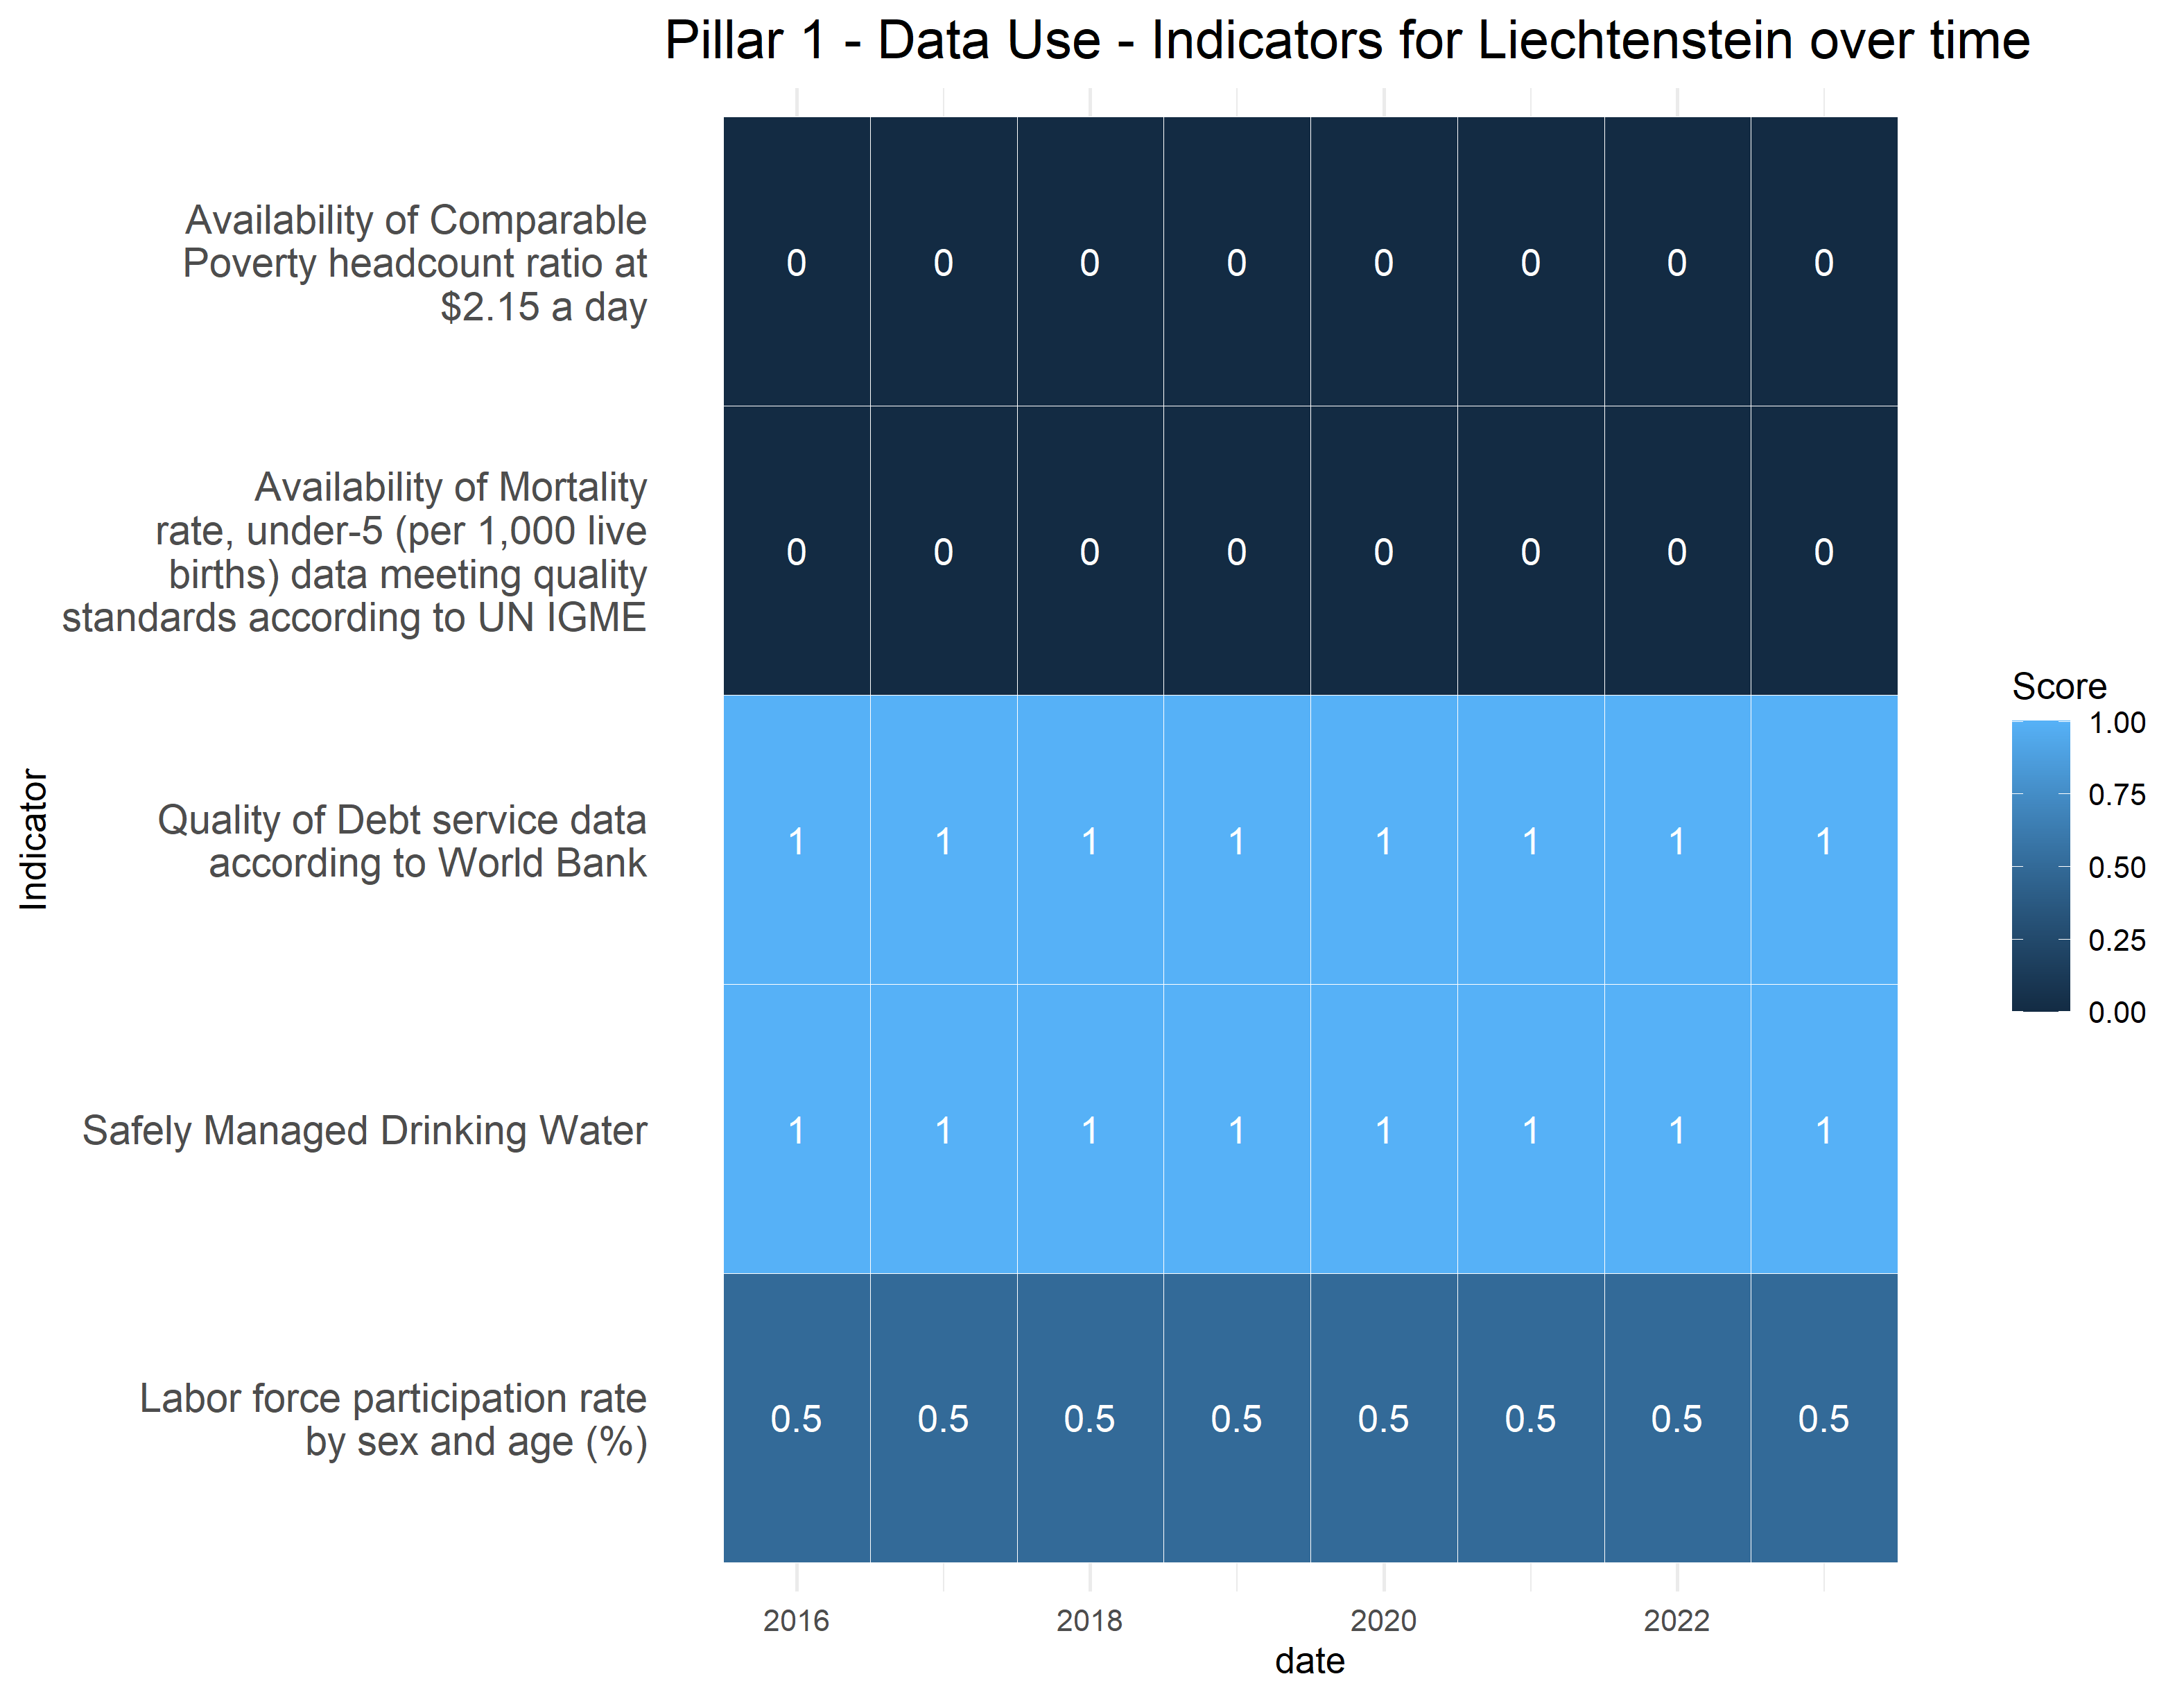 Pillar 1 - Data Use - Indicators for Liechtenstein over time
Availability of Comparable
Poverty headcount ratio at
$2.15 a day
0 0 0 0 0 0 0 0
Availability of Mortality
rate, under-5 (per 1,000 live
births) data meeting quality
standards according to UN IGME
0 0 0 0 0 0 0 0
Quality of Debt service data
according to World Bank
1 1 1 1 1 1 1 1
Safely Managed Drinking Water
1 1 1 1 1 1 1 1
Labor force participation rate
by sex and age (%)
0.5 0.5 0.5 0.5 0.5 0.5 0.5 0.5
Indicator
2016 2018 2020 2022
date
Score
1.00
0.75
0.50
0.25
0.00